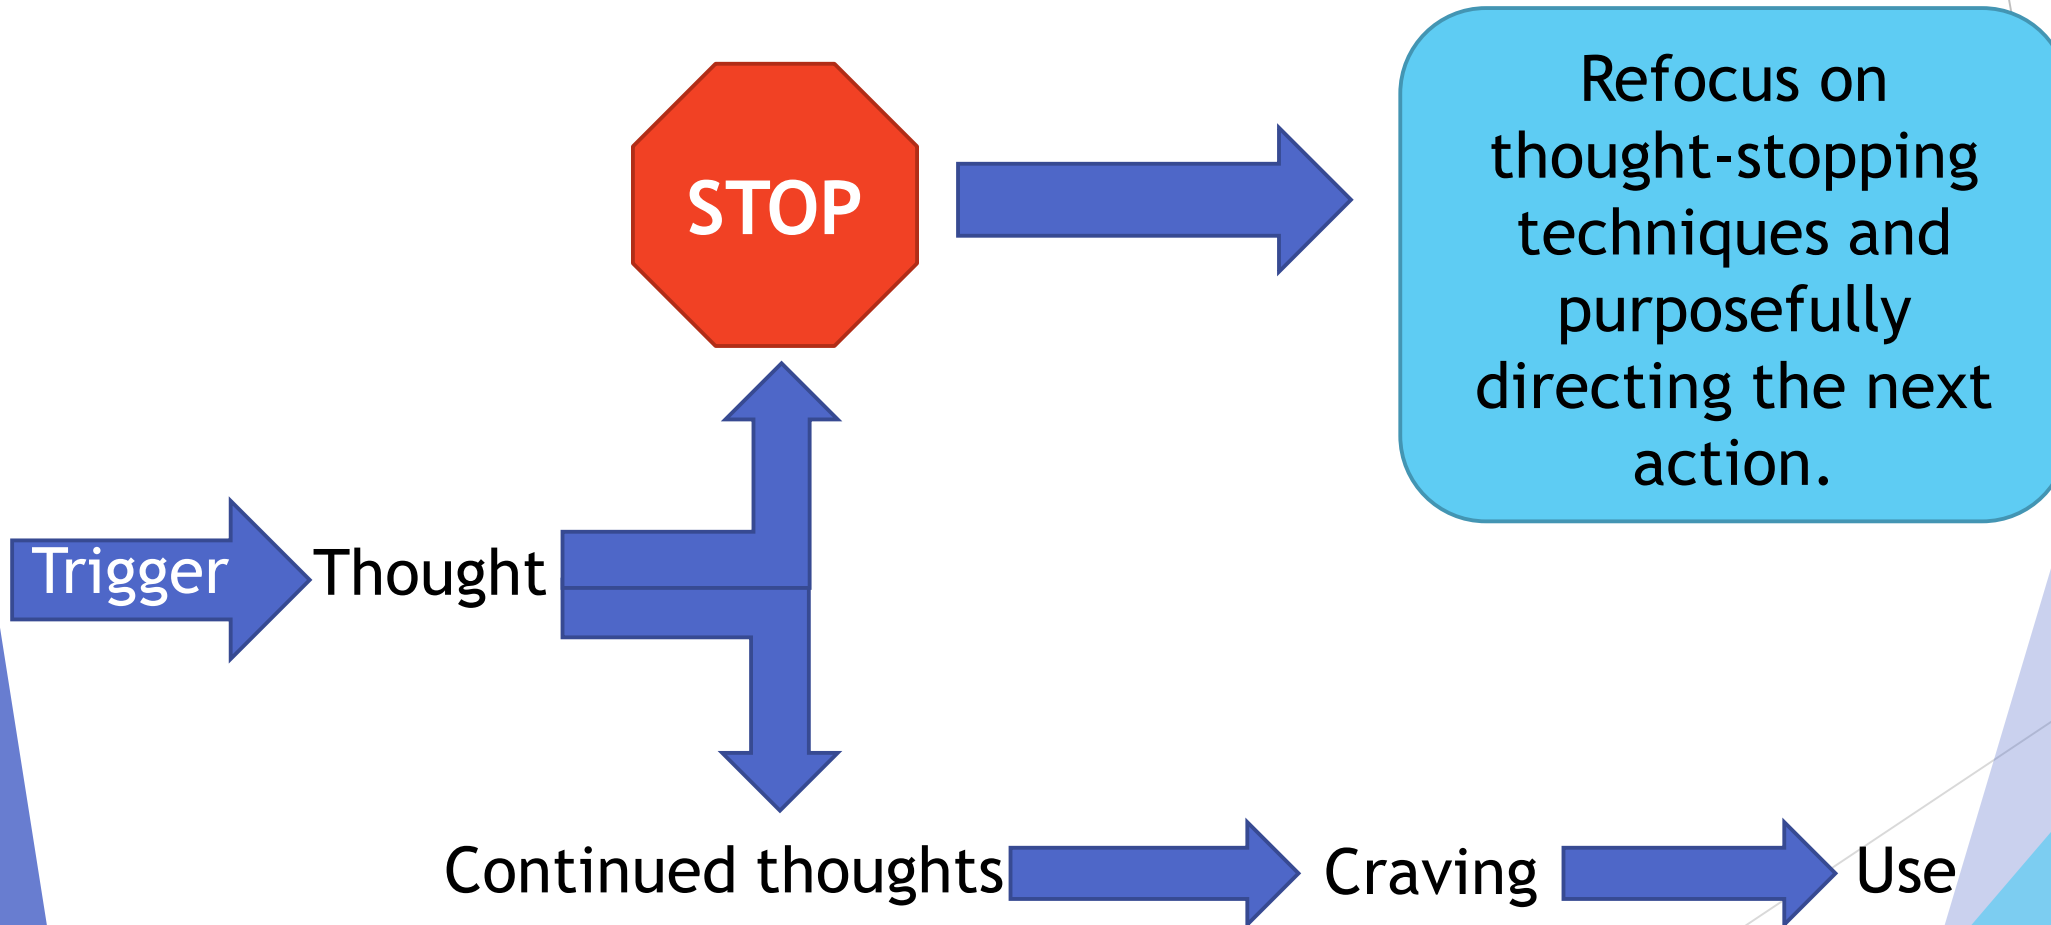 STOP
Refocus on
thought-stopping
techniques and
purposefully
directing the next
action.
Trigger
Thought
Continued thoughts
Craving
Use